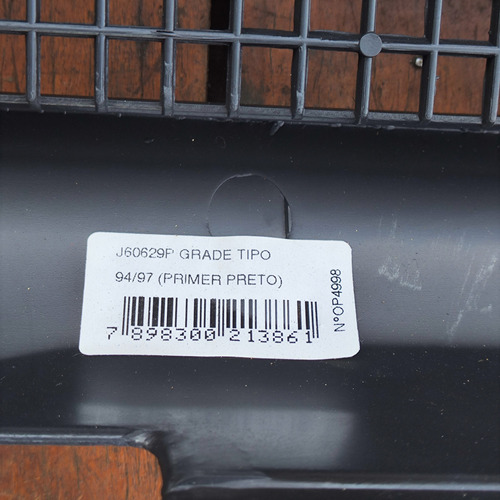 J60629P GRADE TIPO
94/97 (PRIMER PRETO)
7 898300 213861
N°OP4998